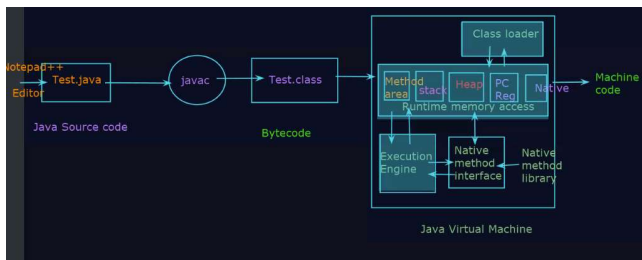 Notepad++
Editor
Test.java
javac
Test.class
Java Source code
Bytecode
Class loader
Method
area
stack
Heap
PC
Reg
Native
Runtime memory access
Machine
code
Execution
Engine
Native
method
interface
Native
method
library
Java Virtual Machine